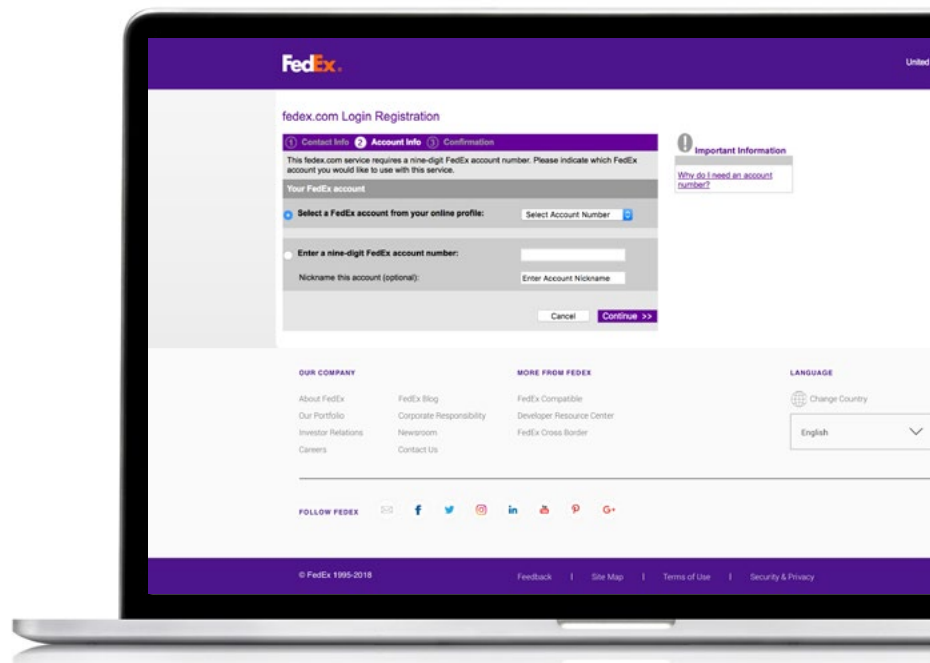 FedEx.
United
fedex.com Login Registration
1 Contact Info 2 Account Info 3 Confirmation
This fedex.com service requires a nine-digit FedEx account number. Please indicate which FedEx
account you would like to use with this service.
Your FedEx account
Select a FedEx account from your online profile:
Select Account Number
Enter a nine-digit FedEx account number:
Nickname this account (optional):
Enter Account Nickname
Cancel
Continue >>
! Important Information
Why do I need an account
number?
OUR COMPANY
MORE FROM FEDEX
LANGUAGE
About FedEx
FedEx Blog
FedEx Compatible
Change Country
Our Portfolio
Corporate Responsibility
Developer Resource Center
English
Investor Relations
Newsroom
FedEx Cross Border
Careers
Contact Us
FOLLOW FEDEX
f
in
G+
© FedEx 1995-2018
Feedback | Site Map | Terms of Use | Security & Privacy